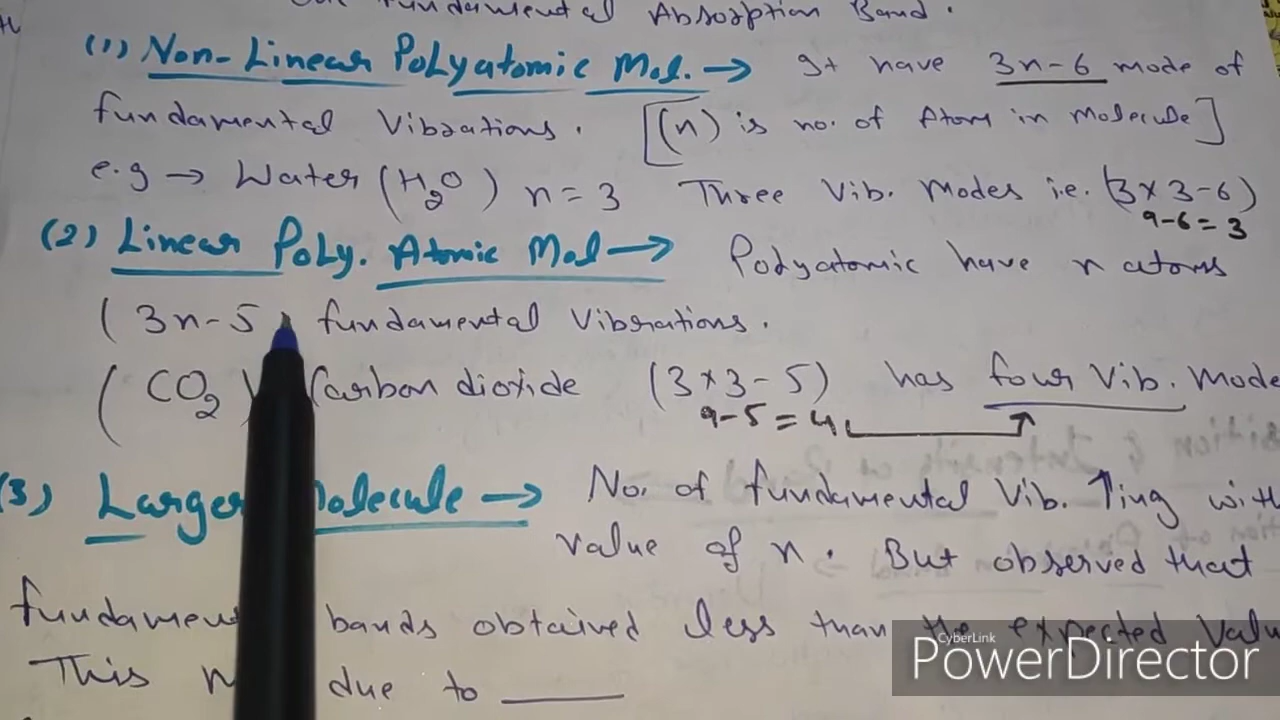 fundamental Absorption Band.
(1) Non-Linear Polyatomic Mol. → It have 3n-6 mode of
fundamental Vibrations. [(n) is no. of Atom in molecule]
e.g → Water (H2O) n = 3 Three Vib. Modes i.e. (3×3-6)
9-6=3
(2) Linear Poly. Atomic Mol → Polyatomic have n atoms
(3n-5) fundamental Vibrations.
(CO2) Carbon dioxide (3×3-5) has four Vib. Mode
9-5=4
(3) Larger Molecule → No. of fundamental Vib. ↑ing with
value of n. But observed that
bands obtained less than the expected Valu
This due to ______
CyberLink
PowerDirector